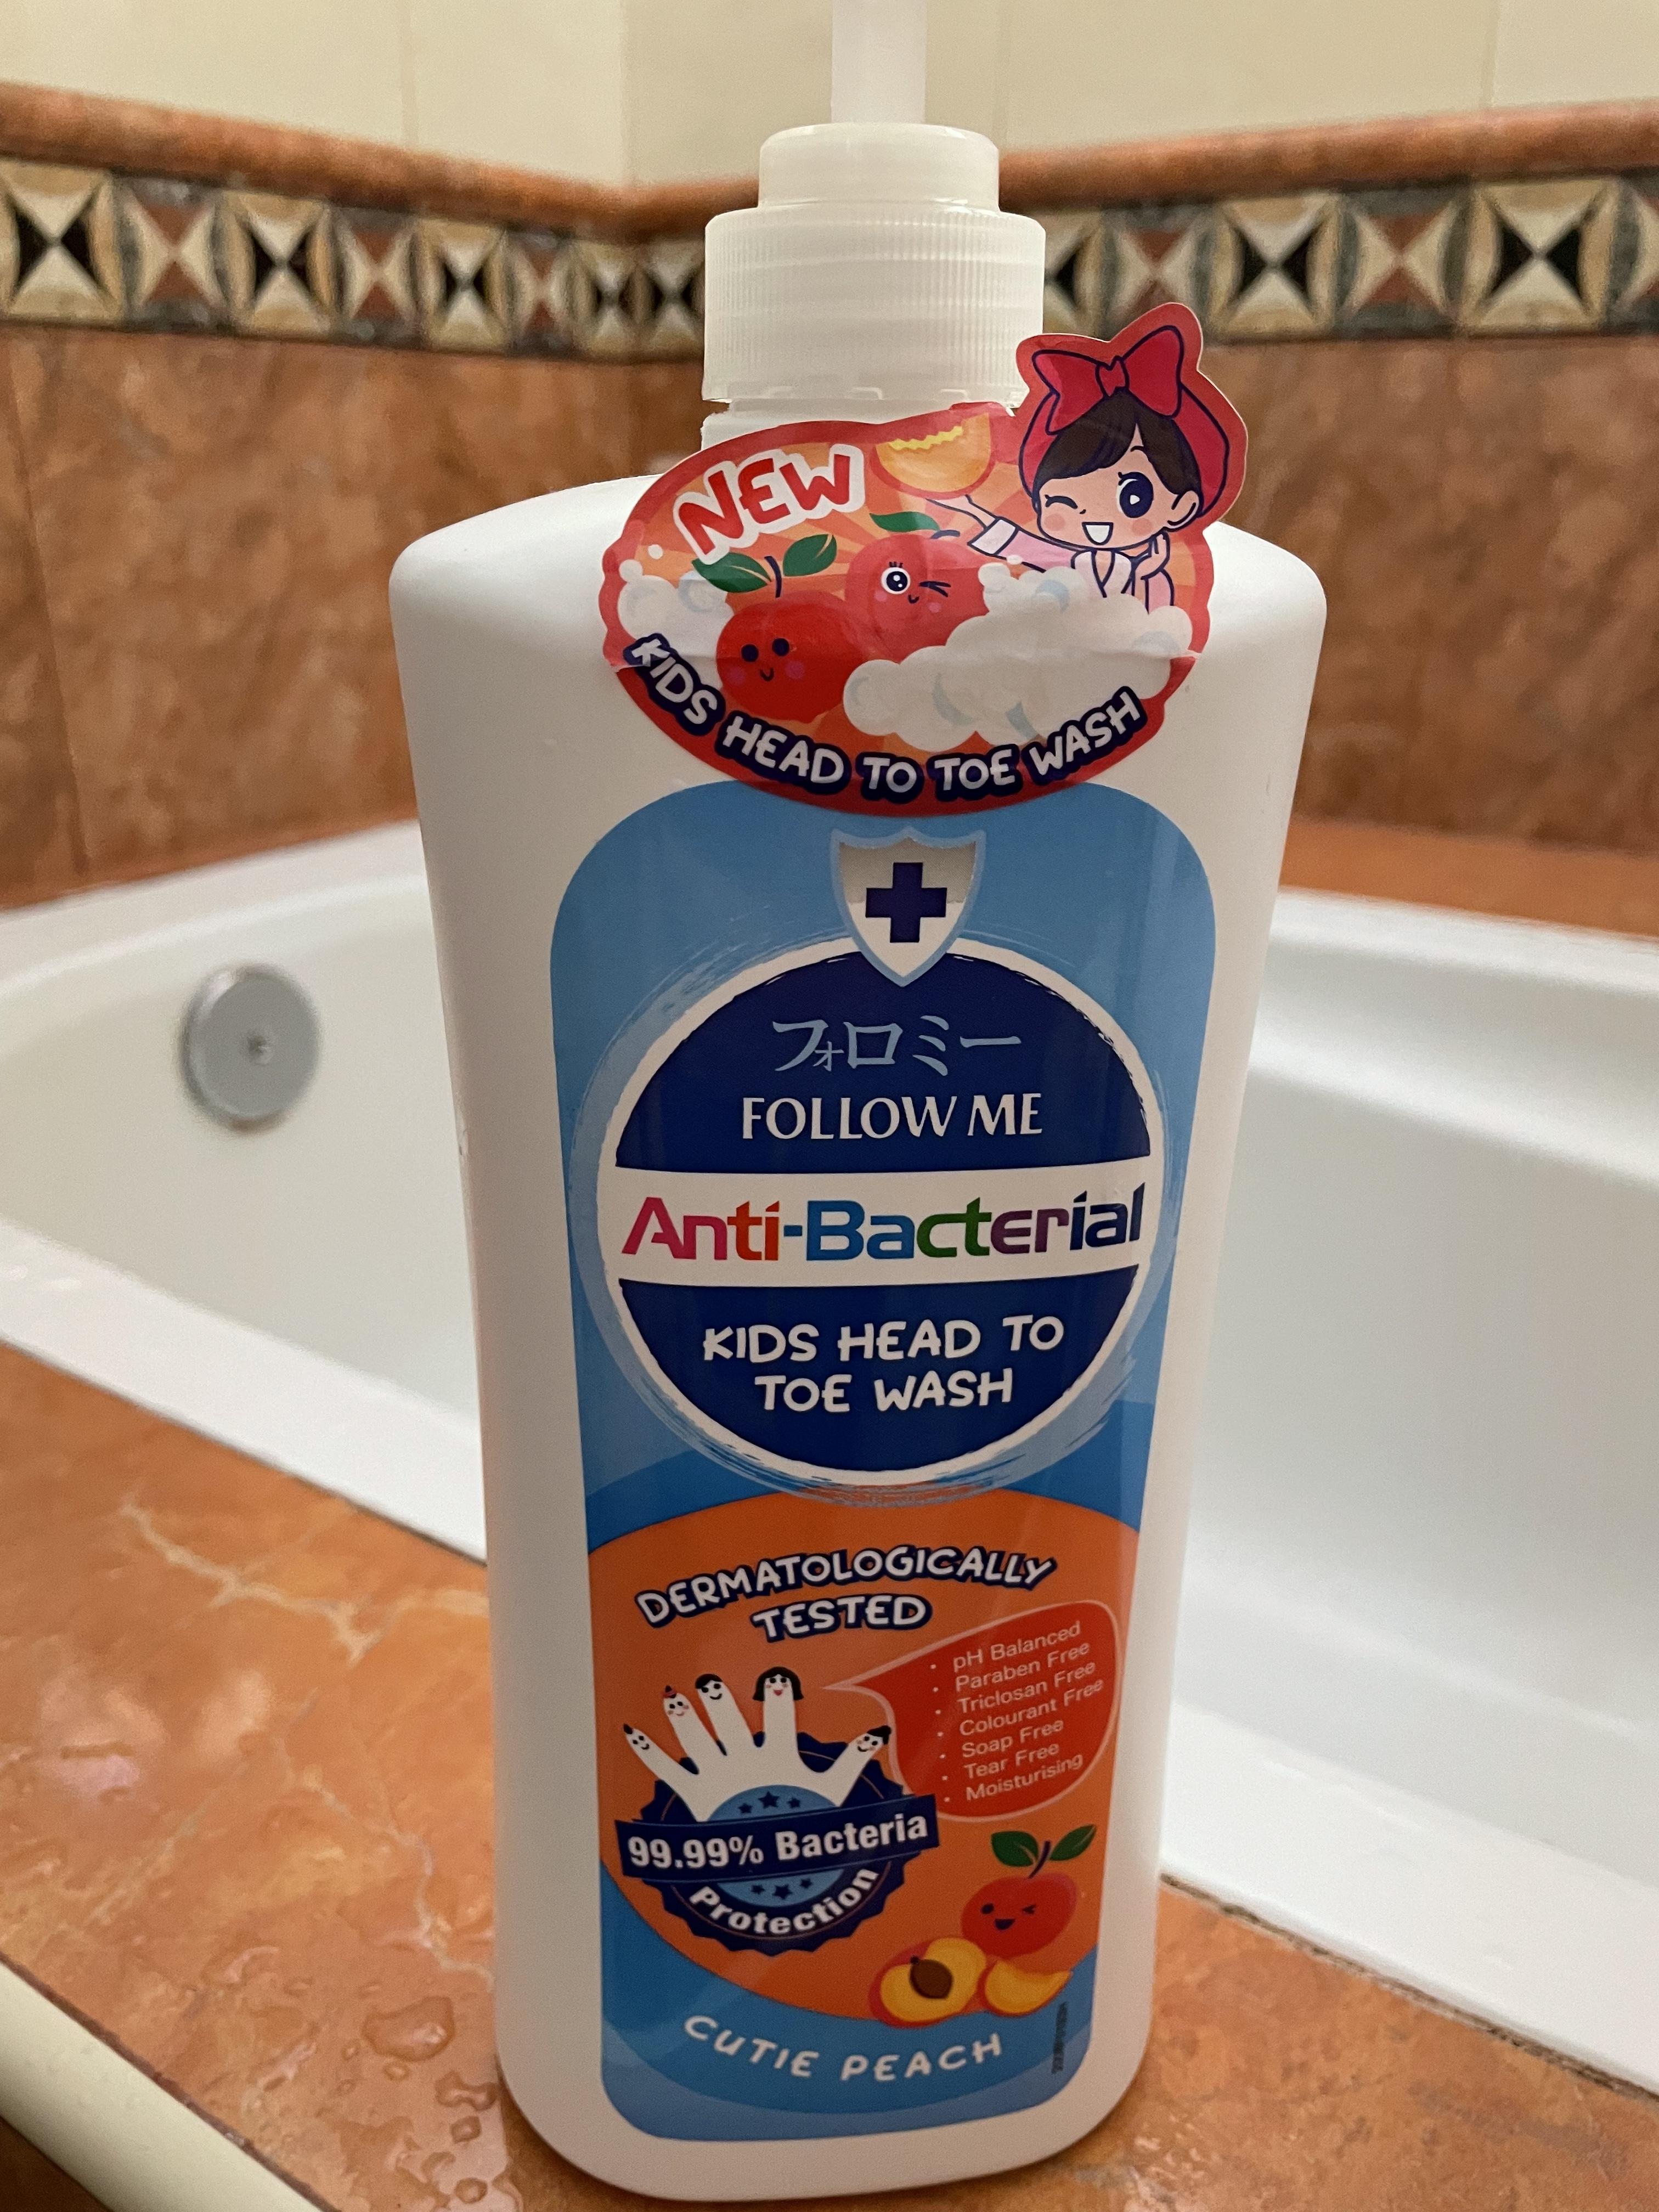 NEW
KIDS HEAD TO TOE WASH
フォロミー
FOLLOW ME
Anti-Bacterial
KIDS HEAD TO
TOE WASH
DERMATOLOGICALLY
TESTED
• pH Balanced
• Paraben Free
• Triclosan Free
• Colourant Free
• Soap Free
• Tear Free
• Moisturising
99.99% Bacteria
Protection
CUTIE PEACH